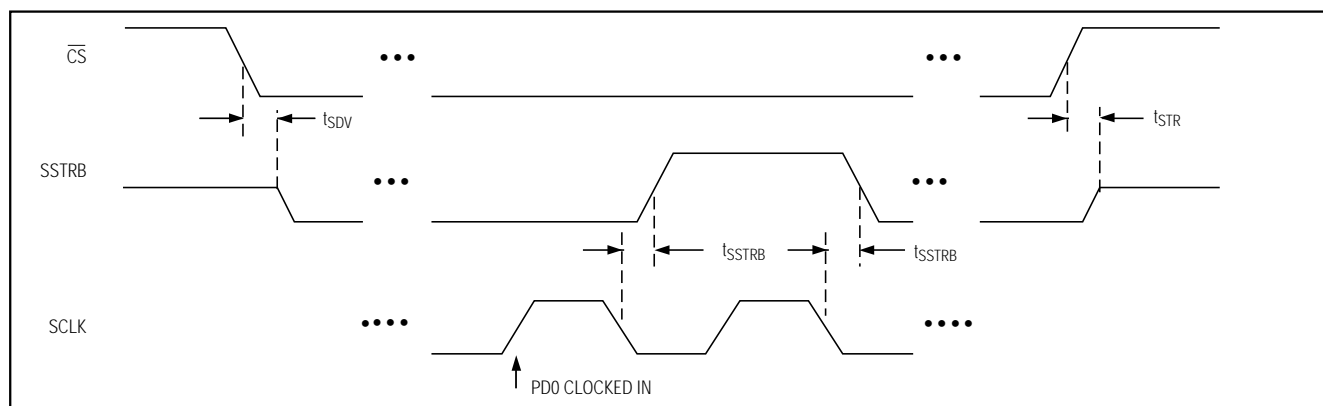 CS
tSDV
tSTR
SSTRB
tSSTRB
tSSTRB
SCLK
PD0 CLOCKED IN